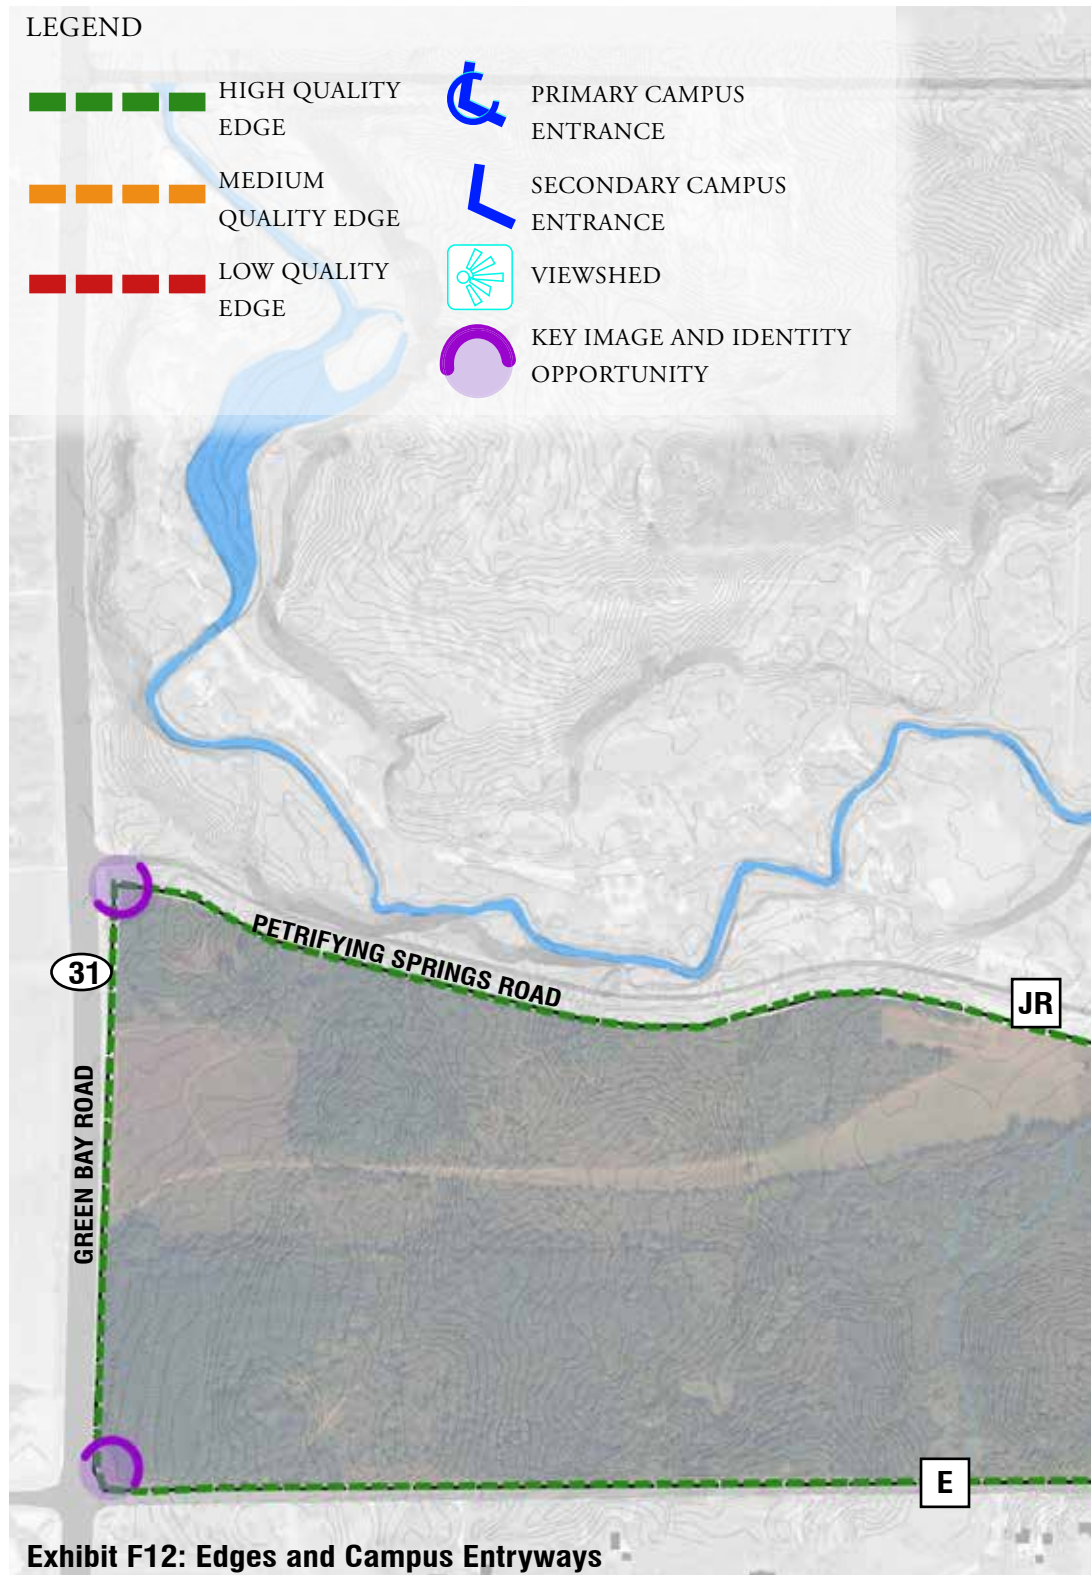 LEGEND
HIGH QUALITY
EDGE
MEDIUM
QUALITY EDGE
LOW QUALITY
EDGE
PRIMARY CAMPUS
ENTRANCE
SECONDARY CAMPUS
ENTRANCE
VIEWSHED
KEY IMAGE AND IDENTITY
OPPORTUNITY
PETRIFYING SPRINGS ROAD
31
JR
GREEN BAY ROAD
E
Exhibit F12: Edges and Campus Entryways